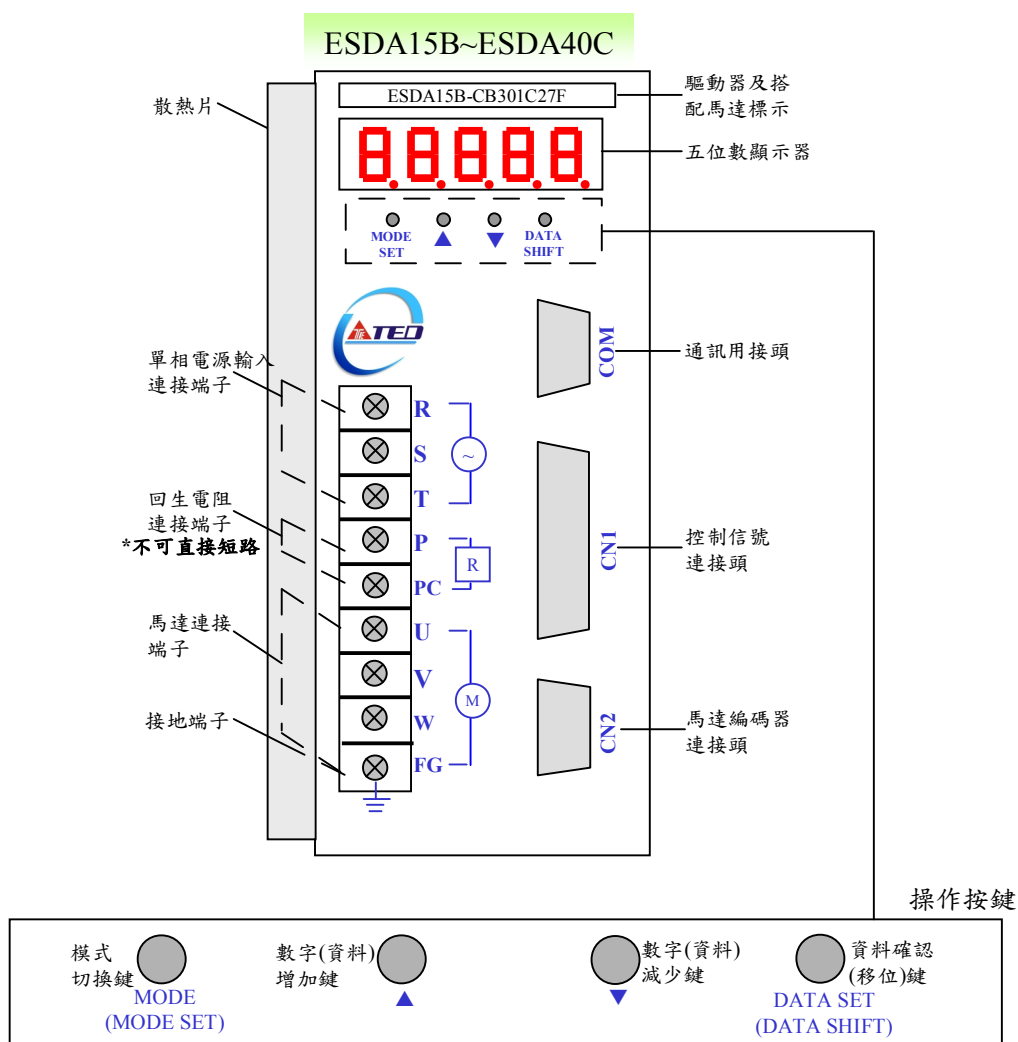 ESDA15B~ESDA40C
ESDA15B-CB301C27F
驅動器及搭
配馬達標示
散熱片
五位數顯示器
88888
MODE
SET
▲
▼
DATA
SHIFT
TE
TED
COM
通訊用接頭
單相電源輸入
連接端子
R
S
~
T
回生電阻
連接端子
*不可直接短路
P
R
PC
CN1
控制信號
連接頭
馬達連接
端子
U
V
M
W
接地端子
FG
CN2
馬達編碼器
連接頭
操作按鍵
模式
切換鍵
MODE
(MODE SET)
數字(資料)
增加鍵
▲
數字(資料)
減少鍵
▼
資料確認
(移位)鍵
DATA SET
(DATA SHIFT)